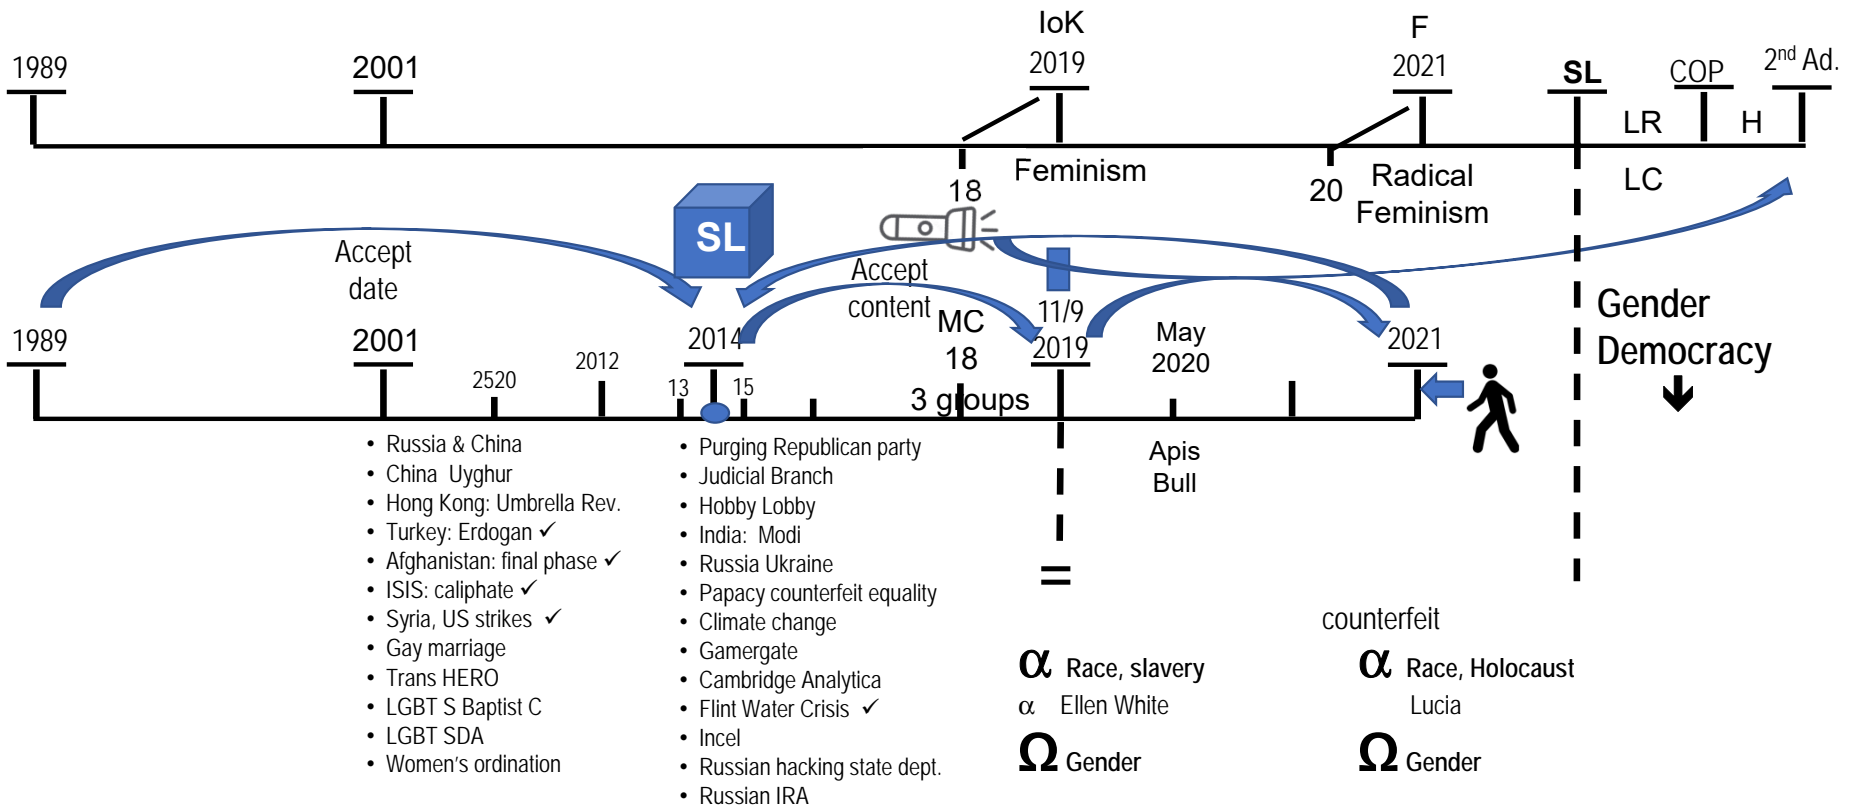 IoK
F
1989
2001
2019
2021
SL
COP
2nd Ad.
LR
H
18
Feminism
20
Radical
Feminism
LC
SL
Accept
date
Accept
content
MC
18
3 groups
11/9
May
2020
Gender
Democracy
1989
2001
2520
2012
13
2014
15
2019
2021
• Russia & China
• China Uyghur
• Hong Kong: Umbrella Rev.
• Turkey: Erdogan ✓
• Afghanistan: final phase ✓
• ISIS: caliphate ✓
• Syria, US strikes ✓
• Gay marriage
• Trans HERO
• LGBT S Baptist C
• LGBT SDA
• Women's ordination
• Purging Republican party
• Judicial Branch
• Hobby Lobby
• India: Modi
• Russia Ukraine
• Papacy counterfeit equality
• Climate change
• Gamergate
• Cambridge Analytica
• Flint Water Crisis ✓
• Incel
• Russian hacking state dept.
• Russian IRA
Apis
Bull
=
α Race, slavery
α Ellen White
Ω Gender
counterfeit
α Race, Holocaust
Lucia
Ω Gender